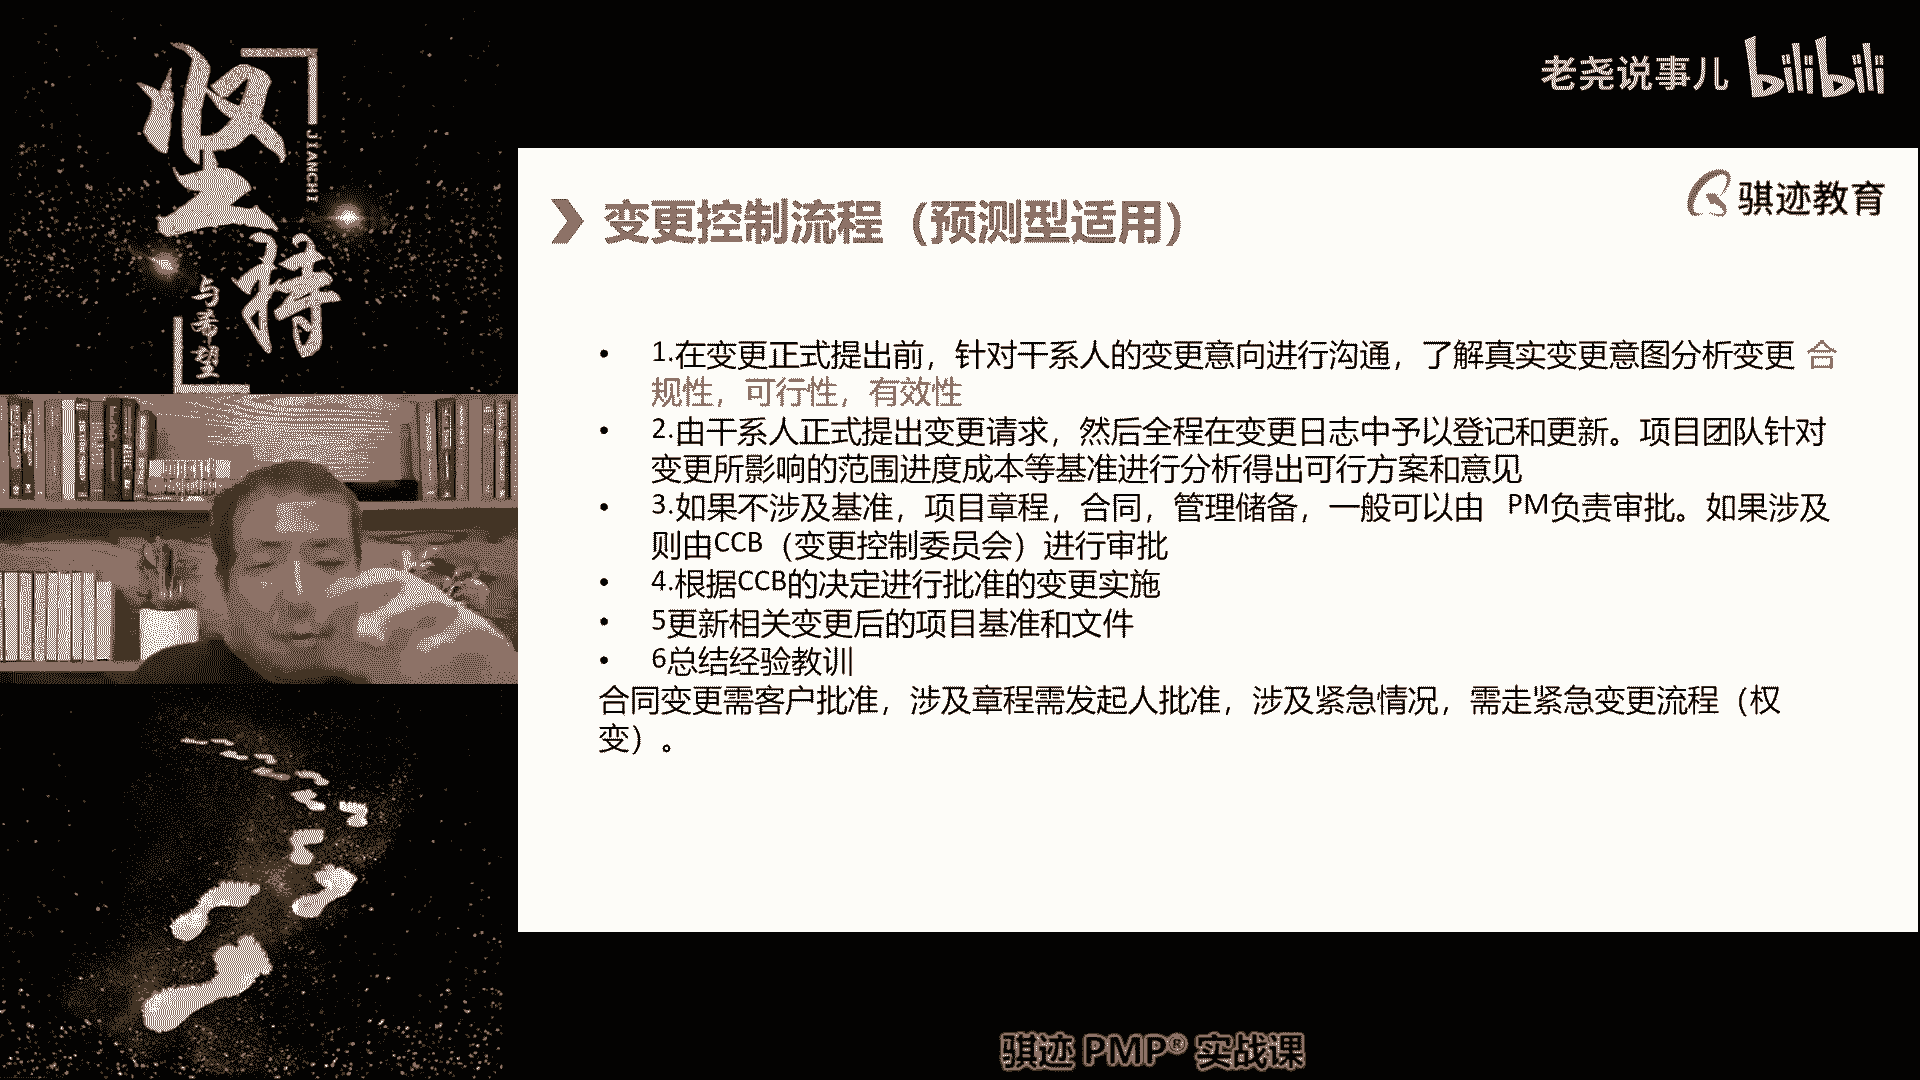 坚持
JIANCHI
与希望
老尧说事儿 bilibili
骐迹教育
变更控制流程（预测型适用）
• 1.在变更正式提出前，针对干系人的变更意向进行沟通，了解真实变更意图分析变更 合
规性，可行性，有效性
• 2.由干系人正式提出变更请求，然后全程在变更日志中予以登记和更新。项目团队针对
变更所影响的范围进度成本等基准进行分析得出可行方案和意见
• 3.如果不涉及基准，项目章程，合同，管理储备，一般可以由 PM负责审批。如果涉及
则由CCB（变更控制委员会）进行审批
• 4.根据CCB的决定进行批准的变更实施
• 5更新相关变更后的项目基准和文件
• 6总结经验教训
合同变更需客户批准，涉及章程需发起人批准，涉及紧急情况，需走紧急变更流程（权
变）。
骐迹 PMP® 实战课